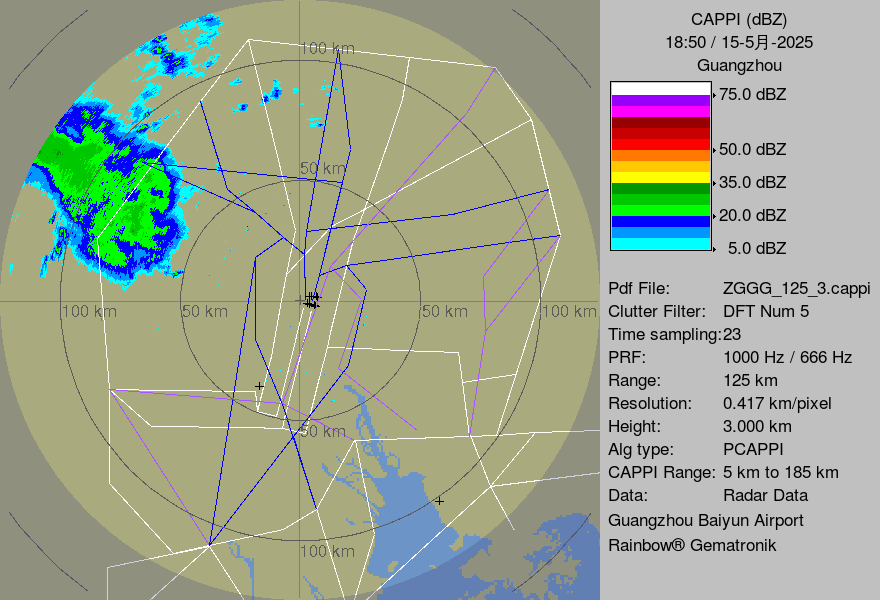 CAPPI (dBZ)
18:50 / 15-5月-2025
Guangzhou
75.0 dBZ
50.0 dBZ
35.0 dBZ
20.0 dBZ
5.0 dBZ
Pdf File: ZGGG_125_3.cappi
Clutter Filter: DFT Num 5
Time sampling:23
PRF: 1000 Hz / 666 Hz
Range: 125 km
Resolution: 0.417 km/pixel
Height: 3.000 km
Alg type: PCAPPI
CAPPI Range: 5 km to 185 km
Data: Radar Data
Guangzhou Baiyun Airport
Rainbow® Gematronik
100 km
50 km
100 km
50 km
50 km
100 km
50 km
100 km